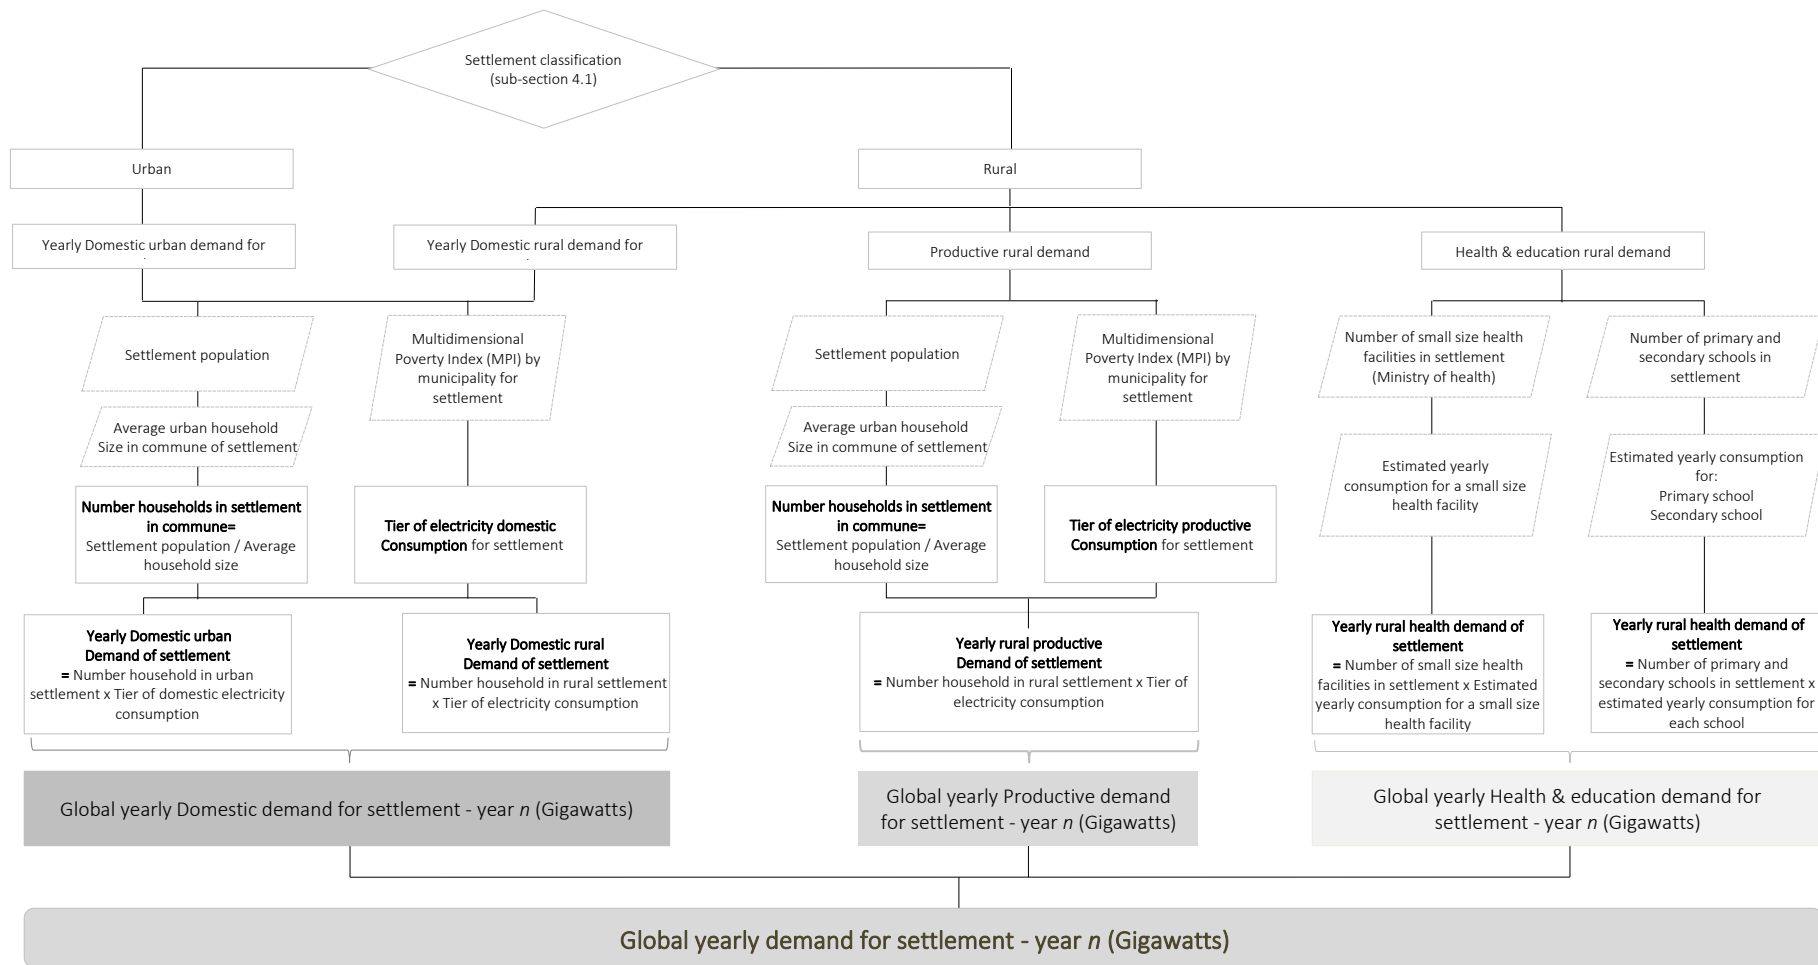 Settlement classification
(sub-section 4.1)
Urban
Rural
Yearly Domestic urban demand for
Yearly Domestic rural demand for
Productive rural demand
Health & education rural demand
Settlement population
Multidimensional
Poverty Index (MPI) by
municipality for
settlement
Settlement population
Multidimensional
Poverty Index (MPI) by
municipality for
settlement
Number of small size health
facilities in settlement
(Ministry of health)
Number of primary and
secondary schools in
settlement
Average urban household
Size in commune of settlement
Average urban household
Size in commune of settlement
Estimated yearly
consumption for a small size
health facility
Estimated yearly consumption
for:
Primary school
Secondary school
Number households in settlement
in commune=
Settlement population / Average
household size
Tier of electricity domestic
Consumption for settlement
Number households in settlement
in commune=
Settlement population / Average
household size
Tier of electricity productive
Consumption for settlement
Yearly Domestic urban
Demand of settlement
= Number household in urban
settlement x Tier of domestic electricity
consumption
Yearly Domestic rural
Demand of settlement
= Number household in rural settlement
x Tier of electricity consumption
Yearly rural productive
Demand of settlement
= Number household in rural settlement x Tier of
electricity consumption
Yearly rural health demand of
settlement
= Number of small size health
facilities in settlement x Estimated
yearly consumption for a small size
health facility
Yearly rural health demand of
settlement
= Number of primary and
secondary schools in settlement x
estimated yearly consumption for
each school
Global yearly Domestic demand for settlement - year n (Gigawatts)
Global yearly Productive demand
for settlement - year n (Gigawatts)
Global yearly Health & education demand for
settlement - year n (Gigawatts)
Global yearly demand for settlement - year n (Gigawatts)